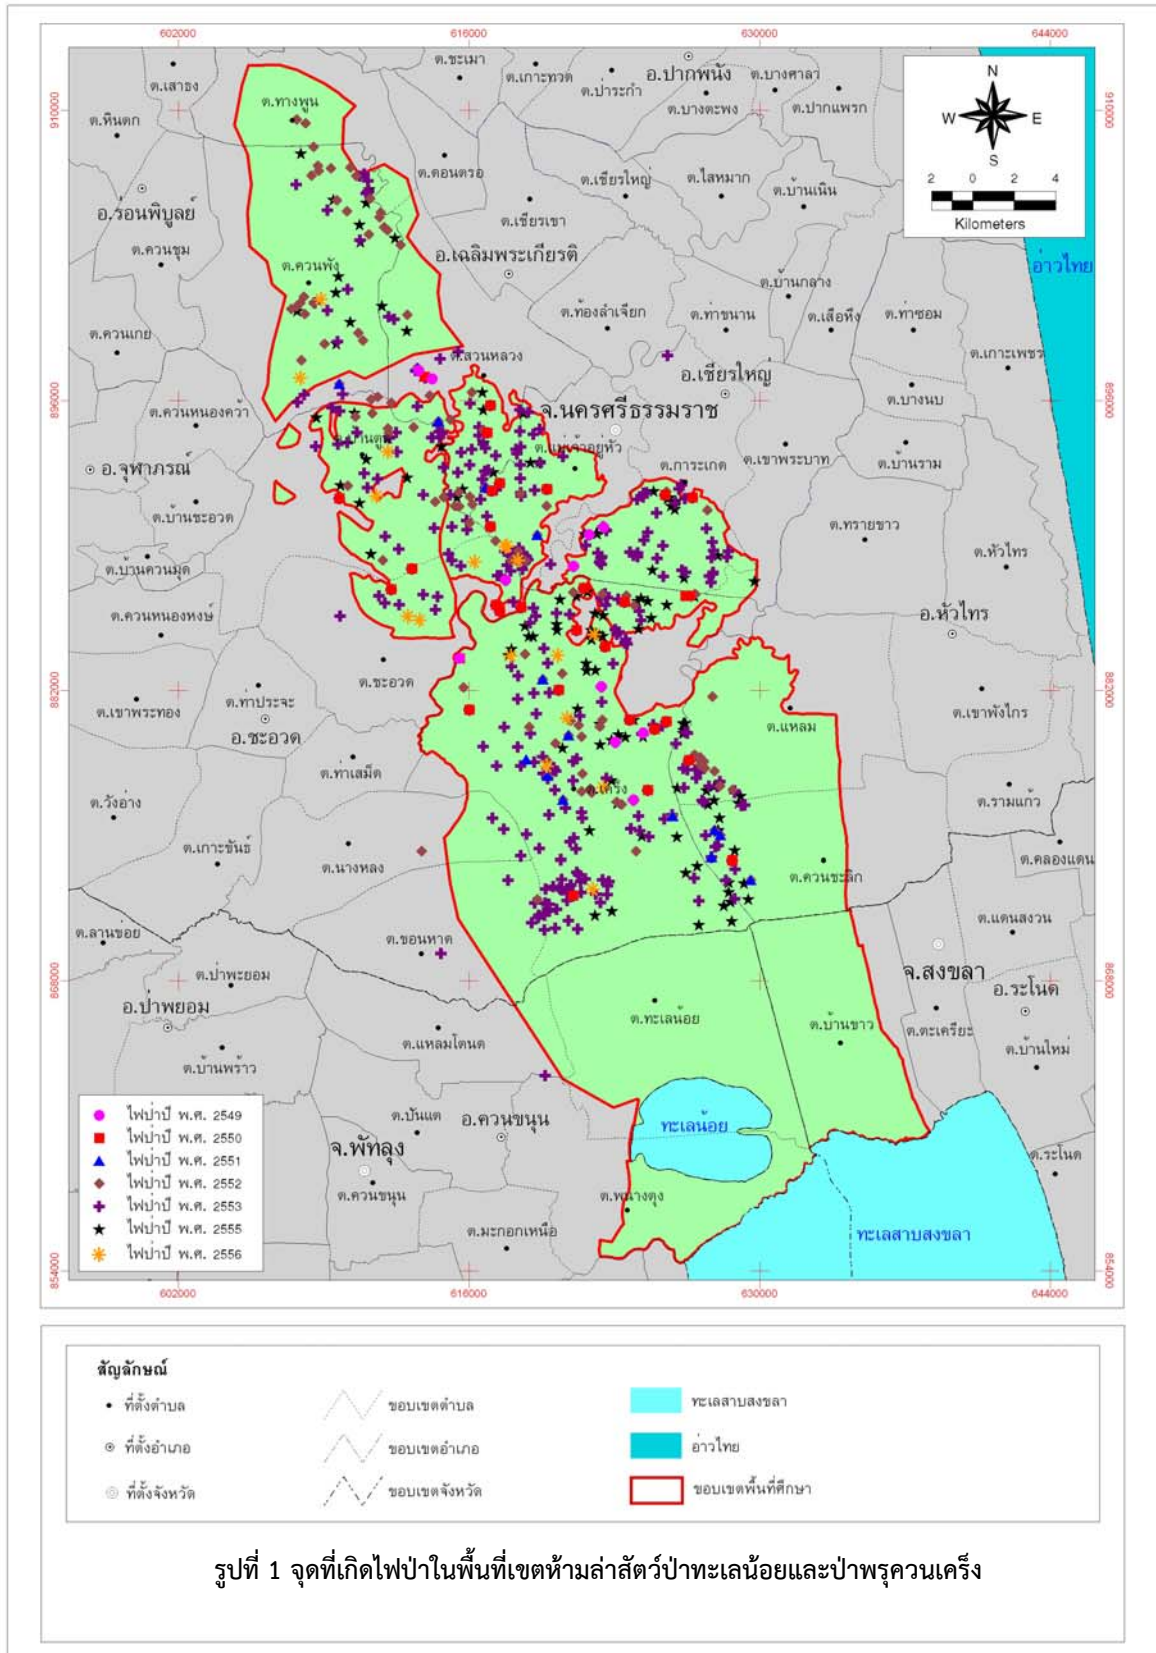 602000 616000 630000 644000
ต.เสาธง
ต.ชะเมา
ต.เกาะทวด
ต.ป่าระกำ
อ.ปากพนัง
ต.บางศาลา
ต.บางตะพง
ต.ปากแพรก
N
W E
S
2 0 2 4
Kilometers
910000
910000
ต.ทางพูน
ต.หินตก
ต.ดอนตรอ
ต.เชียรใหญ่
ต.ไสหมาก
ต.บ้านเนิน
อ.ร่อนพิบูลย์
ต.เชียรเขา
ต.ควนชุม
ต.ควนพัง
อ.เฉลิมพระเกียรติ
อ่าวไทย
ต.บ้านกลาง
ต.ท้องลำเจียก
ต.ท่าขนาน
ต.เสือหึง
ต.ท่าซอม
ต.ควนเกย
ต.สวนหลวง
ต.เกาะเพชร
อ.เชียรใหญ่
896000
896000
ต.ควนหนองคว้า
จ.นครศรีธรรมราช
ต.บางนบ
ต.บ้านตูล
ต.แม่เจ้าอยู่หัว
อ.จุฬาภรณ์
ต.การะเกด
ต.เขาพระบาท
ต.บ้านราม
ต.บ้านชะอวด
ต.ทรายขาว
ต.บ้านควนมุด
ต.หัวไทร
ต.ควนหนองหงษ์
อ.หัวไทร
ต.ชะอวด
882000
882000
ต.เขาพระทอง
ต.ท่าประจะ
อ.ชะอวด
ต.แหลม
ต.เขาพังไกร
ต.ท่าเสม็ด
ต.เคร็ง
ต.วังอ่าง
ต.รามแก้ว
ต.เกาะขันธ์
ต.นางหลง
ต.ควนชะลิก
ต.คลองแดน
ต.ลานข่อย
ต.ขอนหาด
ต.แดนสงวน
จ.สงขลา
868000
868000
ต.ป่าพะยอม
อ.ป่าพยอม
ต.ทะเลน้อย
ต.บ้านขาว
อ.ระโนด
ต.แหลมโตนด
ต.ตะเครียะ
ต.บ้านพร้าว
ต.บ้านใหม่
ไฟป่าปี พ.ศ. 2549
ไฟป่าปี พ.ศ. 2550
ไฟป่าปี พ.ศ. 2551
ไฟป่าปี พ.ศ. 2552
ไฟป่าปี พ.ศ. 2553
ไฟป่าปี พ.ศ. 2555
ไฟป่าปี พ.ศ. 2556
ต.ปันแต
อ.ควนขนุน
ทะเลน้อย
จ.พัทลุง
ต.ระโนด
ต.ควนขนุน
ต.พนางตุง
ต.มะกอกเหนือ
ทะเลสาบสงขลา
854000
854000
602000 616000 630000 644000
สัญลักษณ์
ที่ตั้งตำบล
ขอบเขตตำบล
ทะเลสาบสงขลา
ที่ตั้งอำเภอ
ขอบเขตอำเภอ
อ่าวไทย
ที่ตั้งจังหวัด
ขอบเขตจังหวัด
ขอบเขตพื้นที่ศึกษา
รูปที่ 1 จุดที่เกิดไฟป่าในพื้นที่เขตห้ามล่าสัตว์ป่าทะเลน้อยและป่าพรุควนเคร็ง